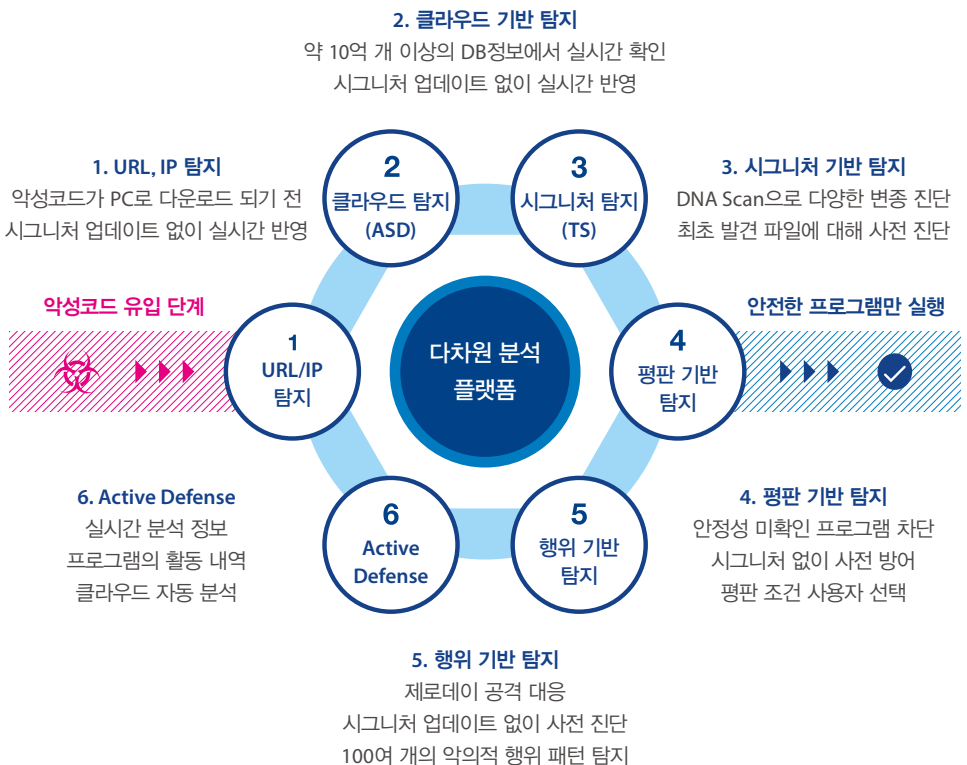 2. 클라우드 기반 탐지
약 10억 개 이상의 DB정보에서 실시간 확인
시그니처 업데이트 없이 실시간 반영
1. URL, IP 탐지
악성코드가 PC로 다운로드 되기 전
시그니처 업데이트 없이 실시간 반영
2
클라우드 탐지
(ASD)
3
시그니처 탐지
(TS)
3. 시그니처 기반 탐지
DNA Scan으로 다양한 변종 진단
최초 발견 파일에 대해 사전 진단
악성코드 유입 단계
1
URL/IP
탐지
다차원 분석
플랫폼
4
평판 기반
탐지
안전한 프로그램만 실행
6. Active Defense
실시간 분석 정보
프로그램의 활동 내역
클라우드 자동 분석
6
Active
Defense
5
행위 기반
탐지
4. 평판 기반 탐지
안정성 미확인 프로그램 차단
시그니처 없이 사전 방어
평판 조건 사용자 선택
5. 행위 기반 탐지
제로데이 공격 대응
시그니처 업데이트 없이 사전 진단
100여 개의 악의적 행위 패턴 탐지